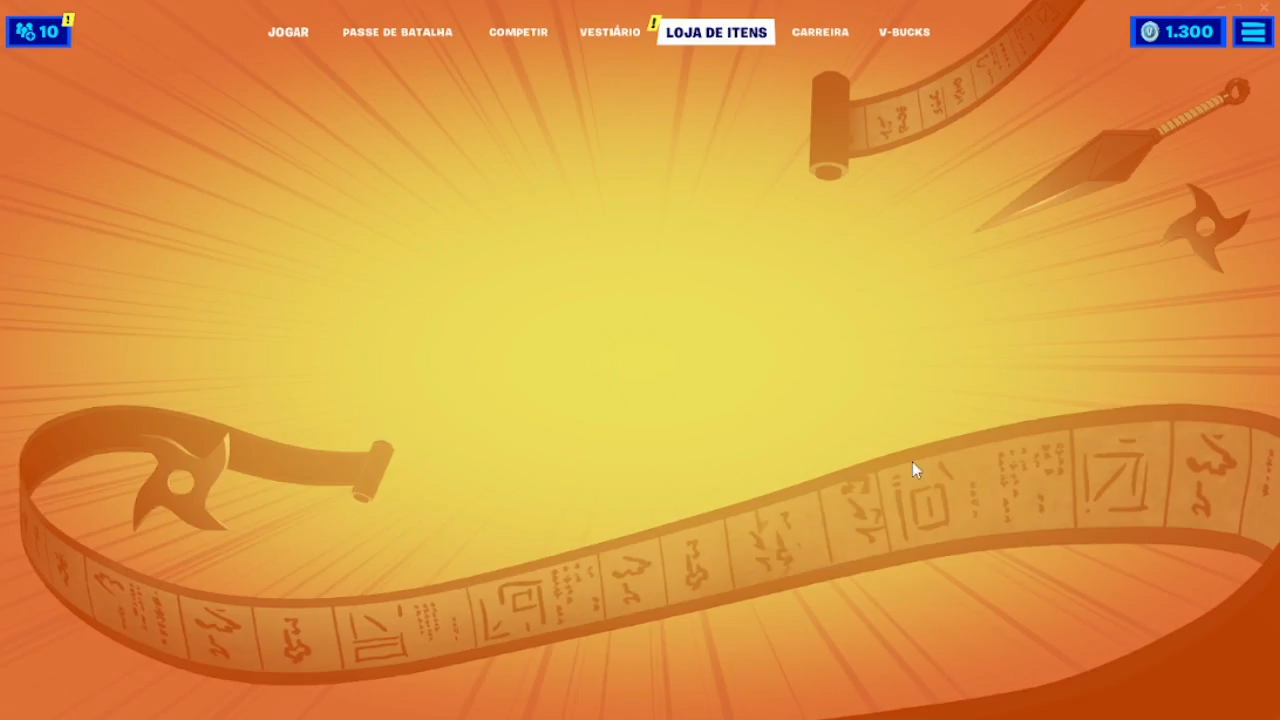 10
!
JOGAR
PASSE DE BATALHA
COMPETIR
VESTIÁRIO
!
LOJA DE ITENS
CARREIRA
V-BUCKS
1.300